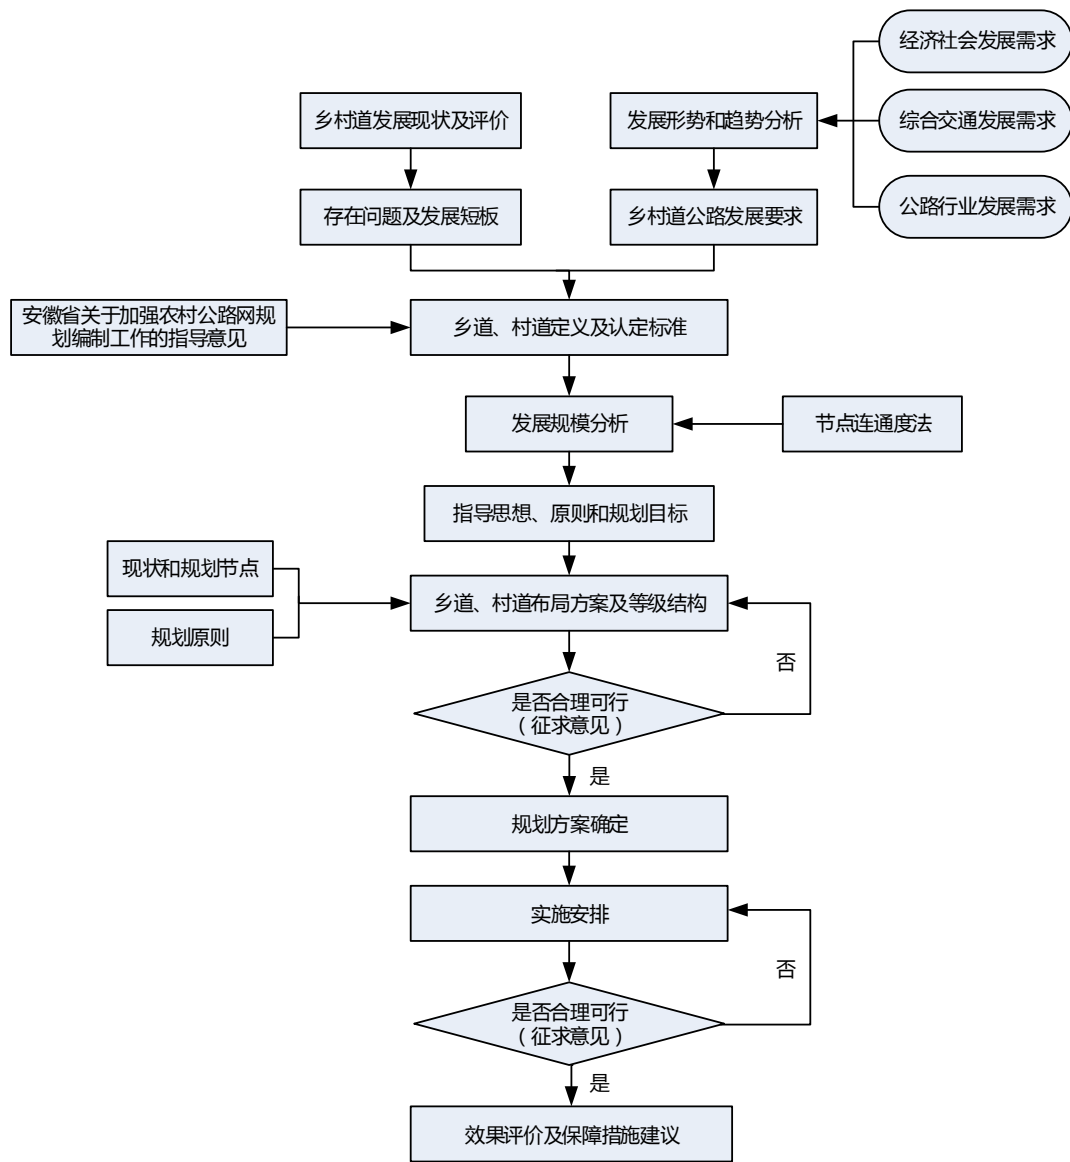 经济社会发展需求
乡村道发展现状及评价
发展形势和趋势分析
综合交通发展需求
存在问题及发展短板
乡村道公路发展要求
公路行业发展需求
安徽省关于加强农村公路网规
划编制工作的指导意见
乡道、村道定义及认定标准
发展规模分析
节点连通度法
指导思想、原则和规划目标
现状和规划节点
乡道、村道布局方案及等级结构
规划原则
否
是否合理可行
（征求意见）
是
规划方案确定
实施安排
否
是否合理可行
（征求意见）
是
效果评价及保障措施建议